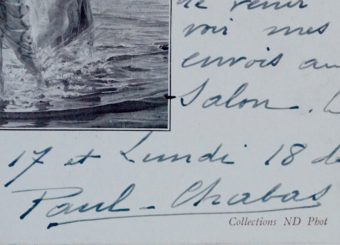 de venir
voir mes
envois au
Salon.
17 et Lundi 18 de
Paul-Chabas
Collections ND Phot